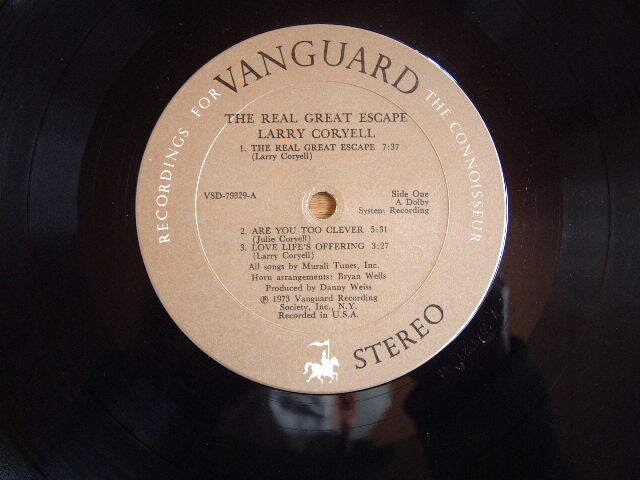 RECORDINGS FOR VANGUARD THE CONNOISSEUR
THE REAL GREAT ESCAPE
LARRY CORYELL
1. THE REAL GREAT ESCAPE 7:37
(Larry Coryell)
VSD-79329-A
Side One
A Dolby
System Recording
2. ARE YOU TOO CLEVER 5:31
(Julie Coryell)
3. LOVE LIFE'S OFFERING 3:27
(Larry Coryell)
All songs by Murali Tunes, Inc.
Horn arrangements: Bryan Wells
Produced by Danny Weiss
℗ 1973 Vanguard Recording
Society, Inc., N.Y.
Recorded in U.S.A.
STEREO